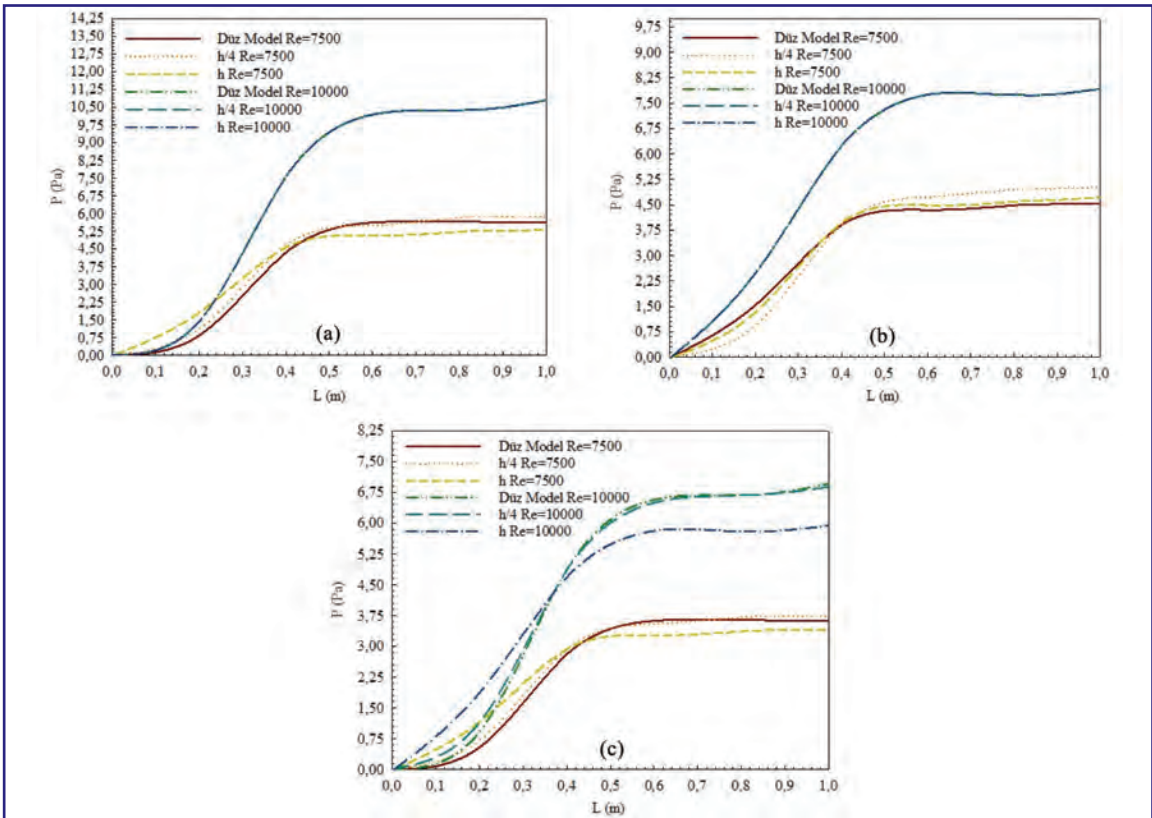 14,25
13,50
12,75
12,00
11,25
10,50
9,75
9,00
8,25
7,50
6,75
6,00
5,25
4,50
3,75
3,00
2,25
1,50
0,75
0,00
P (Pa)
Düz Model Re=7500
h/4 Re=7500
h Re=7500
Düz Model Re=10000
h/4 Re=10000
h Re=10000
(a)
0,0 0,1 0,2 0,3 0,4 0,5 0,6 0,7 0,8 0,9 1,0
L (m)
9,75
9,00
8,25
7,50
6,75
6,00
5,25
4,50
3,75
3,00
2,25
1,50
0,75
0,00
P (Pa)
Düz Model Re=7500
h/4 Re=7500
h Re=7500
Düz Model Re=10000
h/4 Re=10000
h Re=10000
(b)
0,0 0,1 0,2 0,3 0,4 0,5 0,6 0,7 0,8 0,9 1,0
L (m)
8,25
7,50
6,75
6,00
5,25
4,50
3,75
3,00
2,25
1,50
0,75
0,00
P (Pa)
Düz Model Re=7500
h/4 Re=7500
h Re=7500
Düz Model Re=10000
h/4 Re=10000
h Re=10000
(c)
0,0 0,1 0,2 0,3 0,4 0,5 0,6 0,7 0,8 0,9 1,0
L (m)